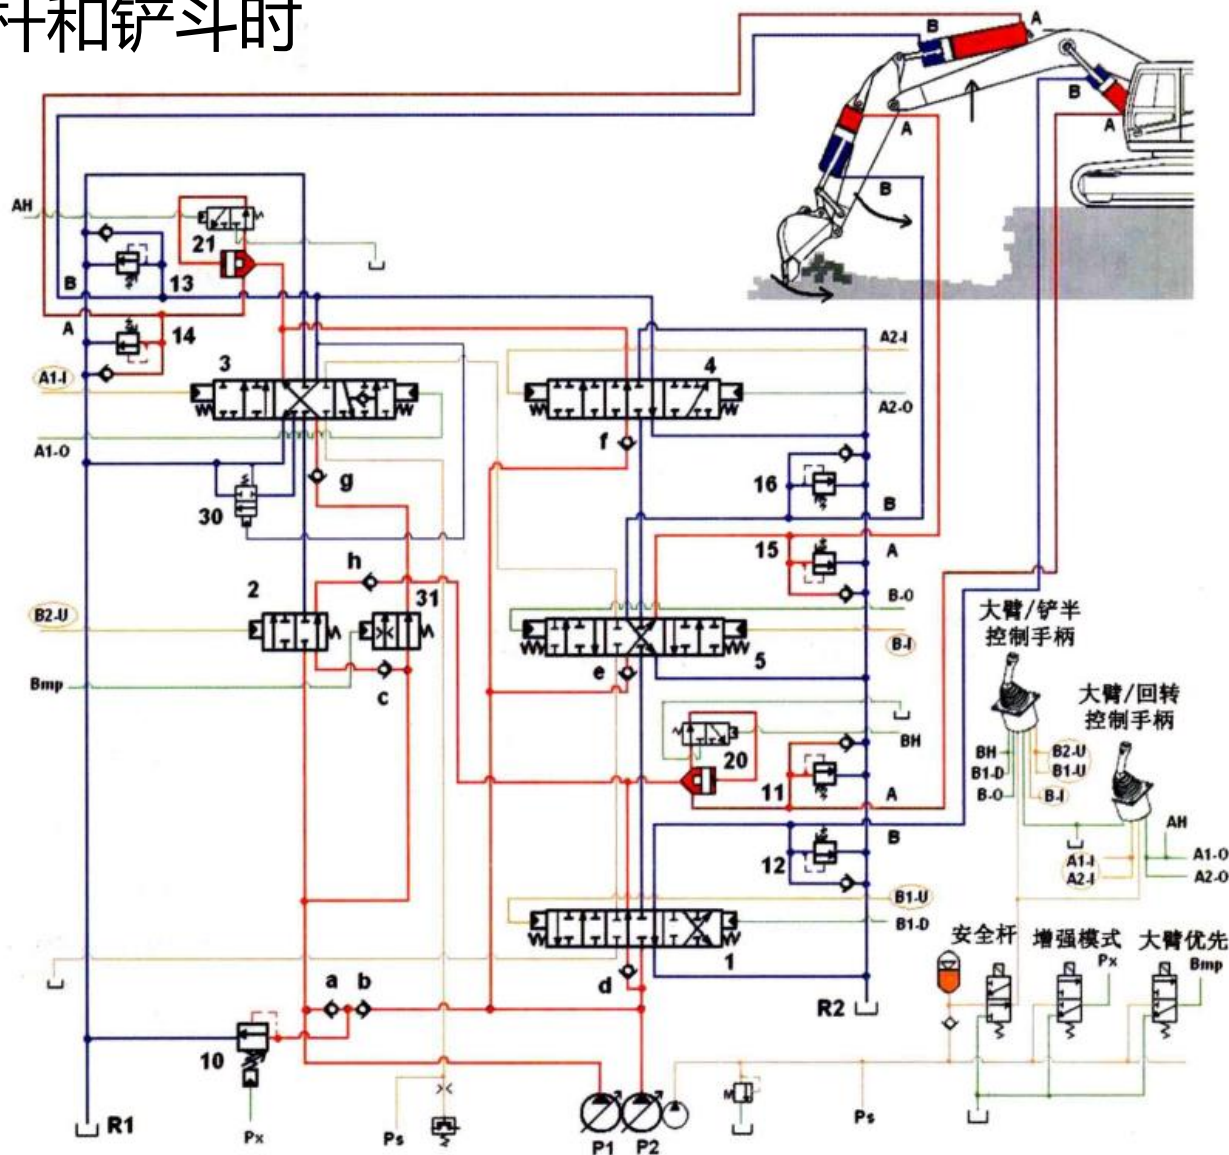 杆和铲斗时
B
A
B
A
A
B
AH
21
B
13
A
14
3
4
A2-I
A1-I
A2-O
A1-O
f
g
16
30
B
15
A
h
2
31
B-O
B2-U
B-I
5
e
c
Bmp
大臂/铲半
控制手柄
大臂/回转
控制手柄
BH
20
BH
B2-U
B1-D
B1-U
B-O
B-I
11
A
B
AH
12
A1-I
A1-O
A2-I
A2-O
B1-U
B1-D
1
安全杆
增强模式
大臂优先
Px
Bmp
d
a
b
R2
10
M
R1
Px
Ps
P1
P2
Ps